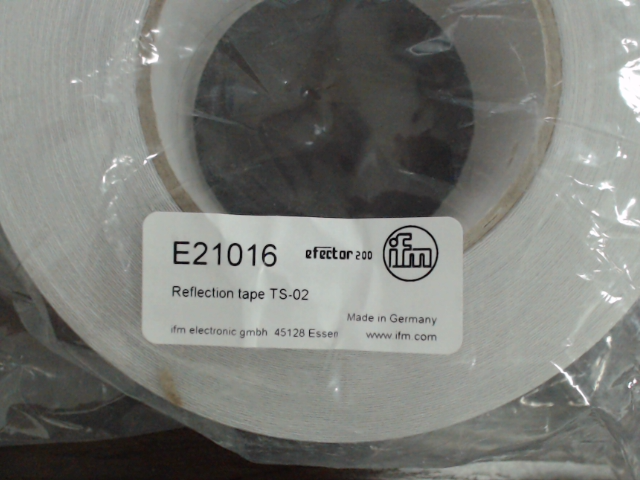 E21016 efector200 ifm
Reflection tape TS-02
Made in Germany
ifm electronic gmbh 45128 Essen www.ifm.com